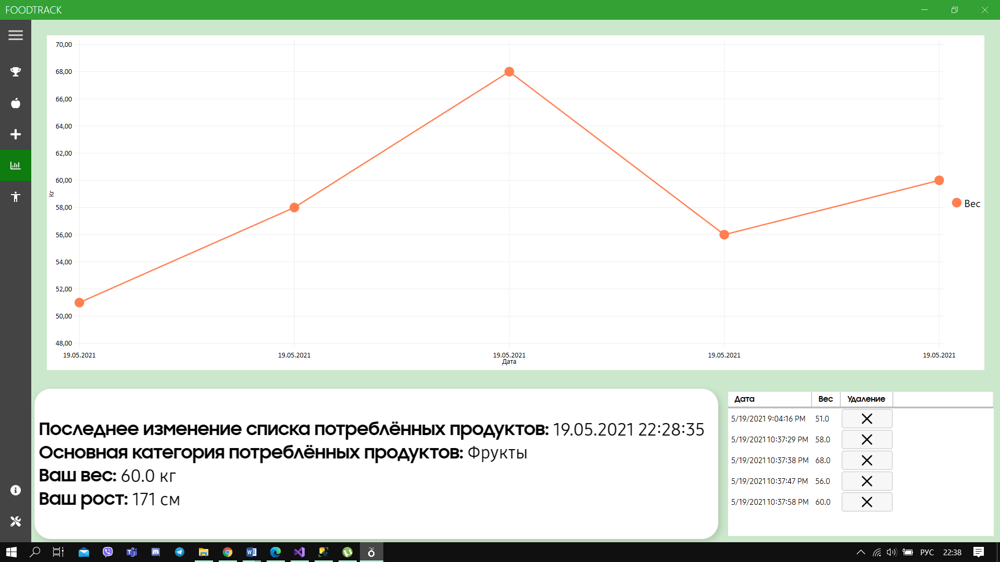 FOODTRACK
70,00
68,00
66,00
64,00
62,00
60,00
58,00
56,00
54,00
52,00
50,00
48,00
Кг
19.05.2021 19.05.2021 19.05.2021 19.05.2021 19.05.2021
Дата
Вес
Последнее изменение списка потреблённых продуктов: 19.05.2021 22:28:35
Основная категория потреблённых продуктов: Фрукты
Ваш вес: 60.0 кг
Ваш рост: 171 см
Дата Вес Удаление
5/19/2021 9:04:16 PM 51.0
5/19/2021 10:37:29 PM 58.0
5/19/2021 10:37:38 PM 68.0
5/19/2021 10:37:47 PM 56.0
5/19/2021 10:37:58 PM 60.0
РУС 22:38